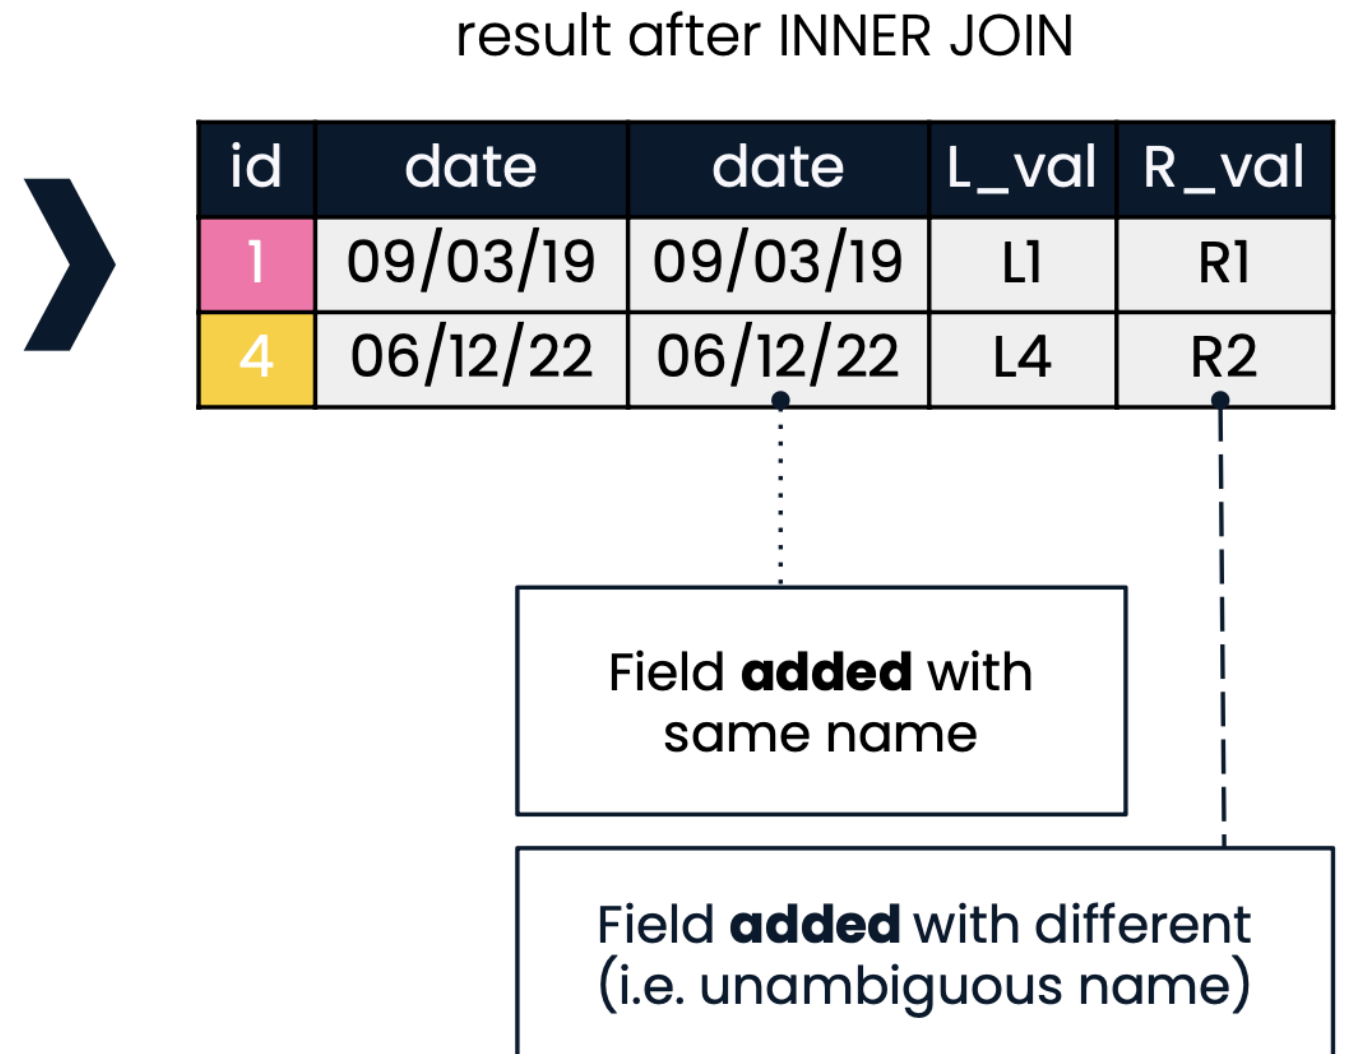 result after INNER JOIN
id date date L_val R_val
1 09/03/19 09/03/19 L1 R1
4 06/12/22 06/12/22 L4 R2
Field added with
same name
Field added with different
(i.e. unambiguous name)